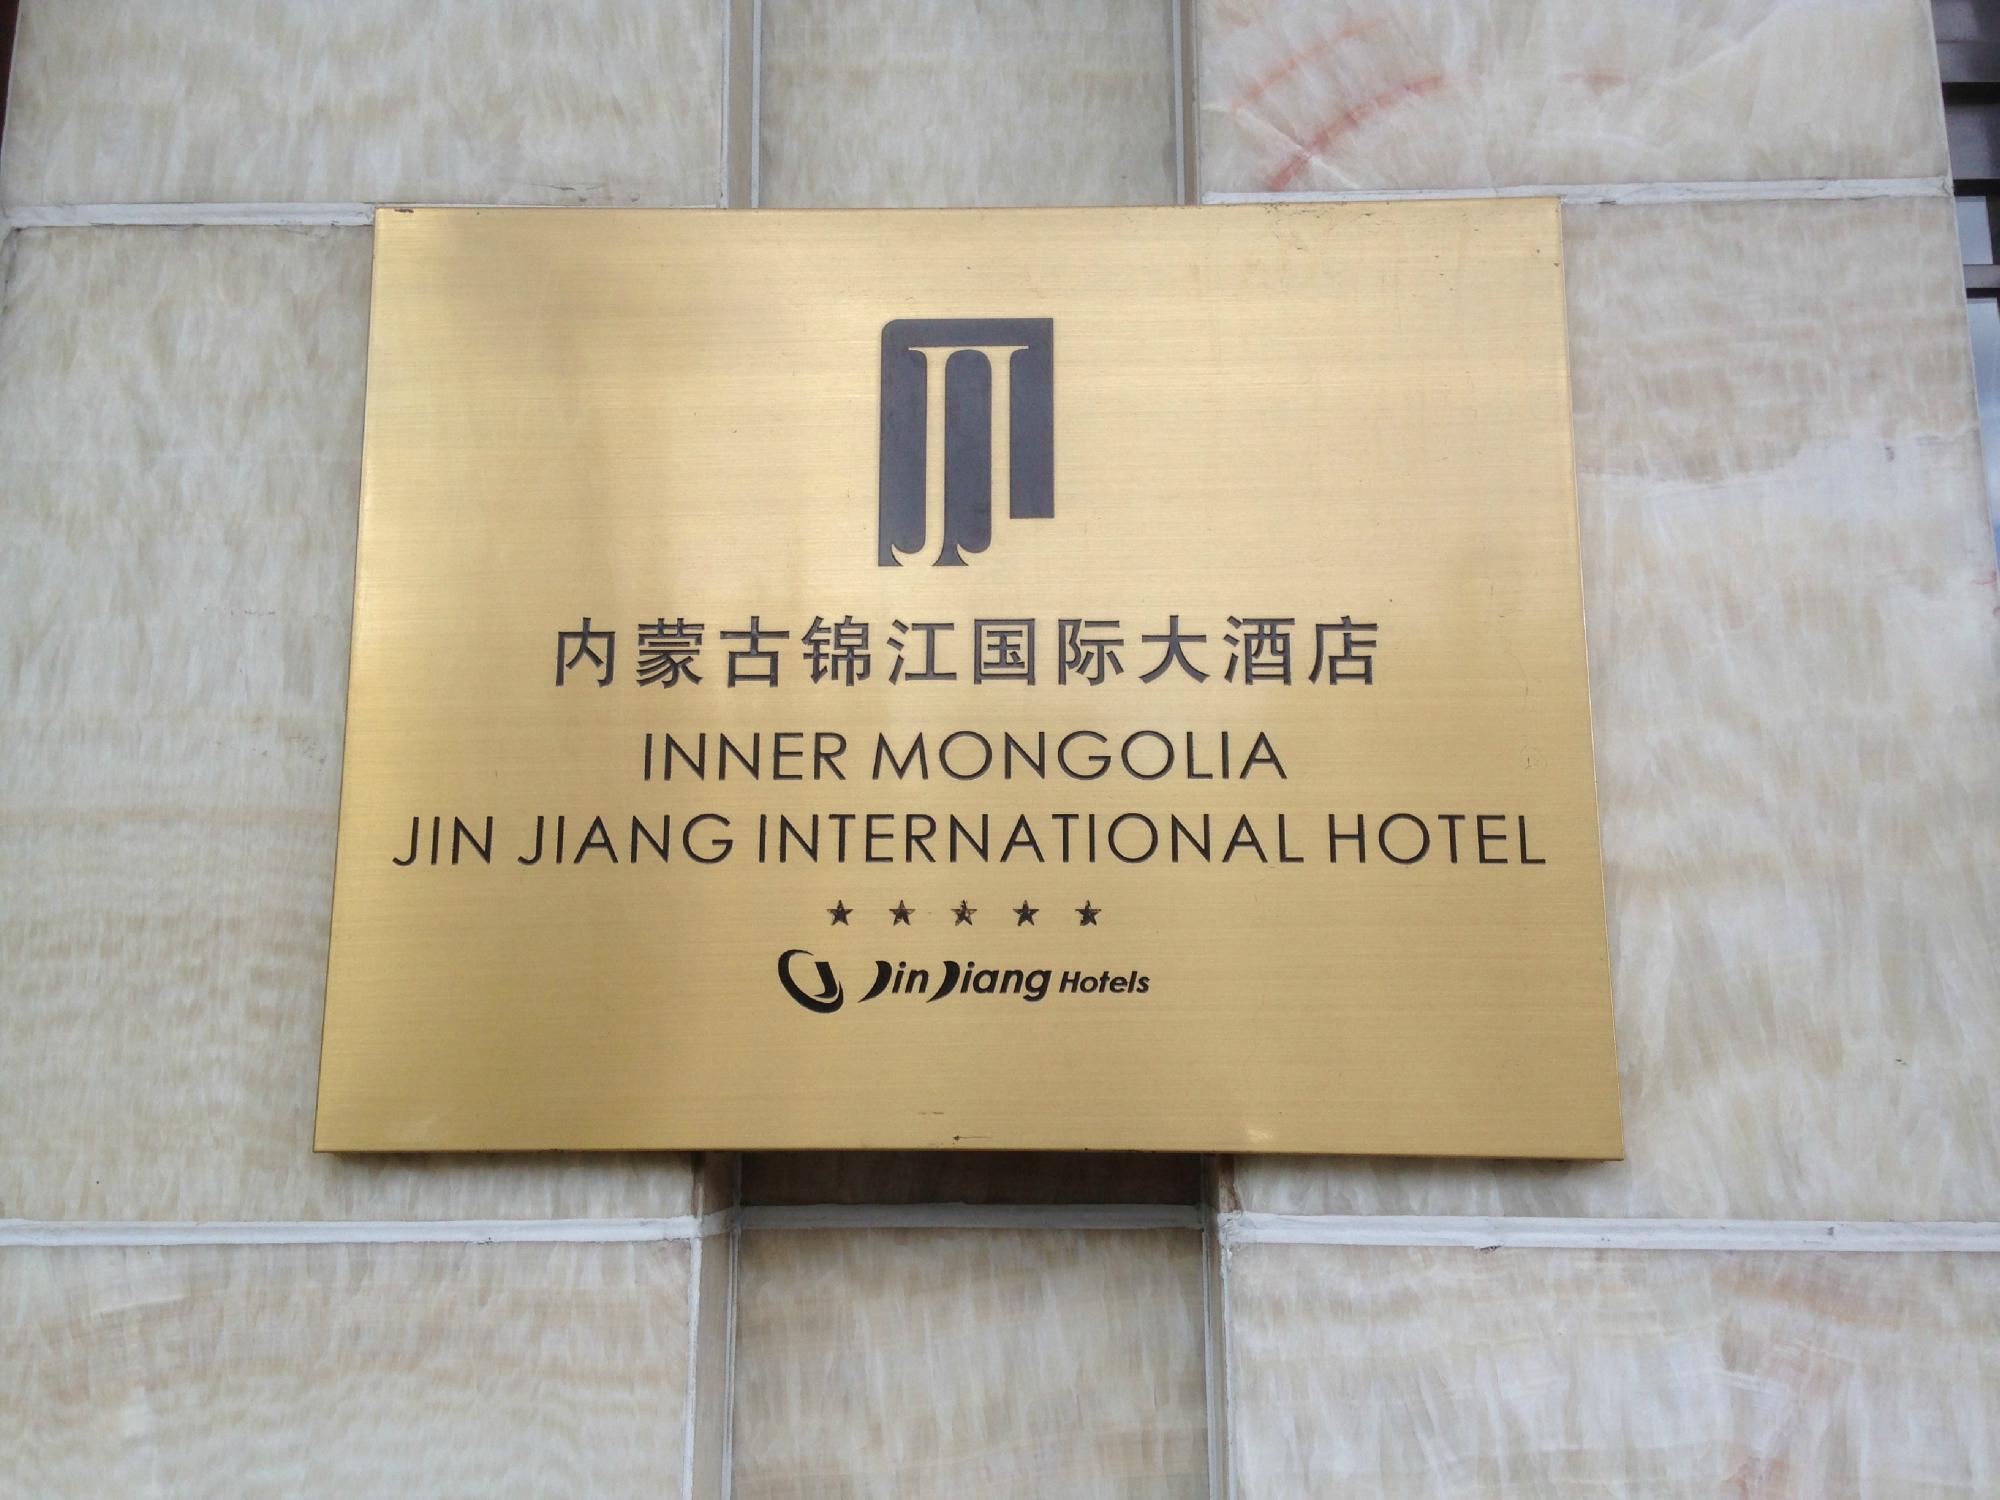 内蒙古锦江国际大酒店
INNER MONGOLIA
JIN JIANG INTERNATIONAL HOTEL
★ ★ ★ ★ ★
JinJiang Hotels